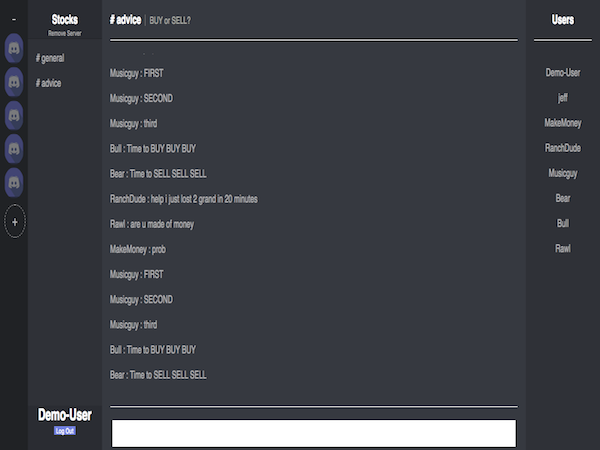 -
Stocks
Remove Server
# general
# advice
Demo-User
Log Out
# advice | BUY or SELL?
Musicguy : FIRST
Musicguy : SECOND
Musicguy : third
Bull : Time to BUY BUY BUY
Bear : Time to SELL SELL SELL
RanchDude : help i just lost 2 grand in 20 minutes
Rawl : are u made of money
MakeMoney : prob
Musicguy : FIRST
Musicguy : SECOND
Musicguy : third
Bull : Time to BUY BUY BUY
Bear : Time to SELL SELL SELL
Users
Demo-User
jeff
MakeMoney
RanchDude
Musicguy
Bear
Bull
Rawl
+